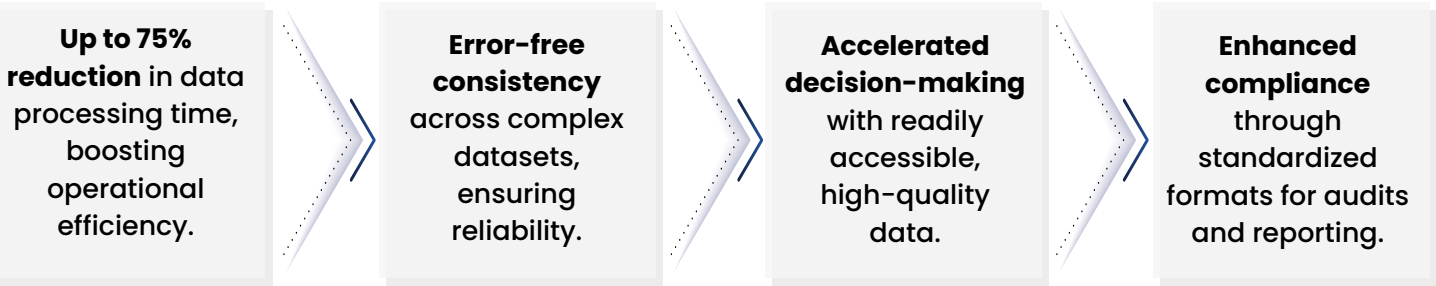 Up to 75%
reduction in data
processing time,
boosting
operational
efficiency.
Error-free
consistency
across complex
datasets,
ensuring
reliability.
Accelerated
decision-making
with readily
accessible,
high-quality
data.
Enhanced
compliance
through
standardized
formats for audits
and reporting.